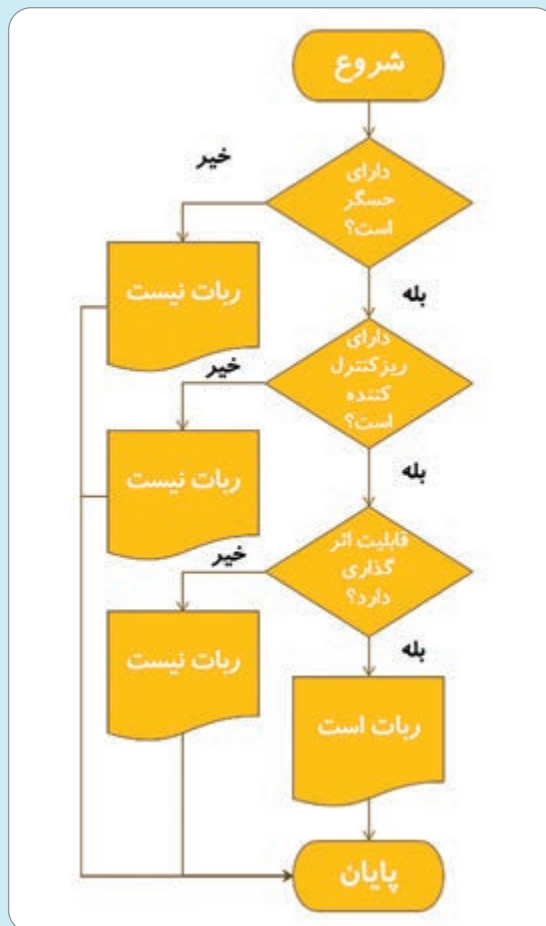 شروع
دارای
حسگر
است؟
خیر
ربات نیست
بله
دارای
ریزکنترل
کننده
است؟
خیر
ربات نیست
بله
قابلیت اثر
گذاری
دارد؟
خیر
ربات نیست
بله
ربات است
پایان